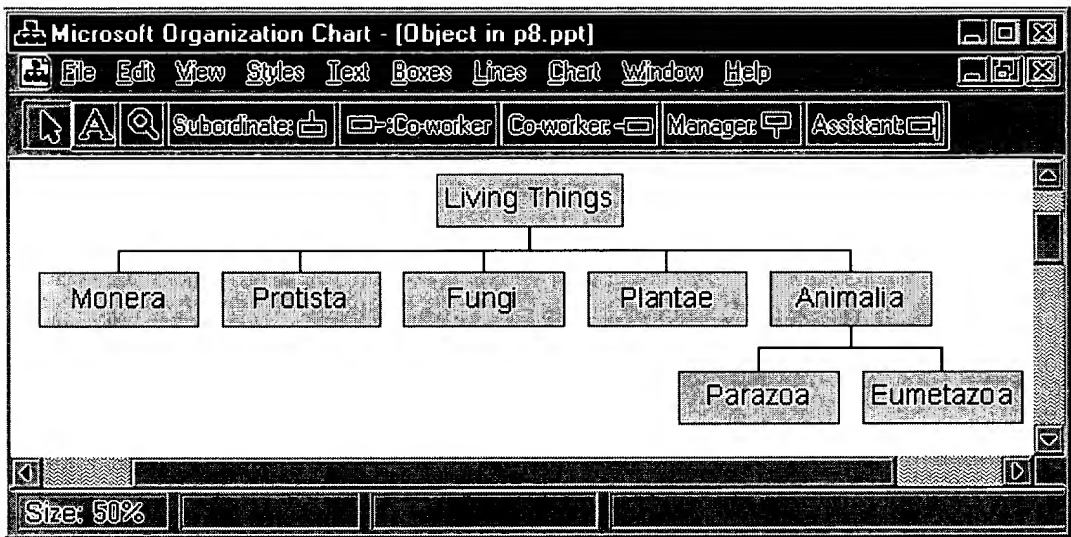 Microsoft Organization Chart - [Object in p8.ppt]
File Edit View Styles Text Boxes Lines Chart Window Help
A Subordinate: :Co-worker Co-worker: Manager: Assistant:
Living Things
Monera Protista Fungi Plantae Animalia
Parazoa Eumetazoa
Size: 50%